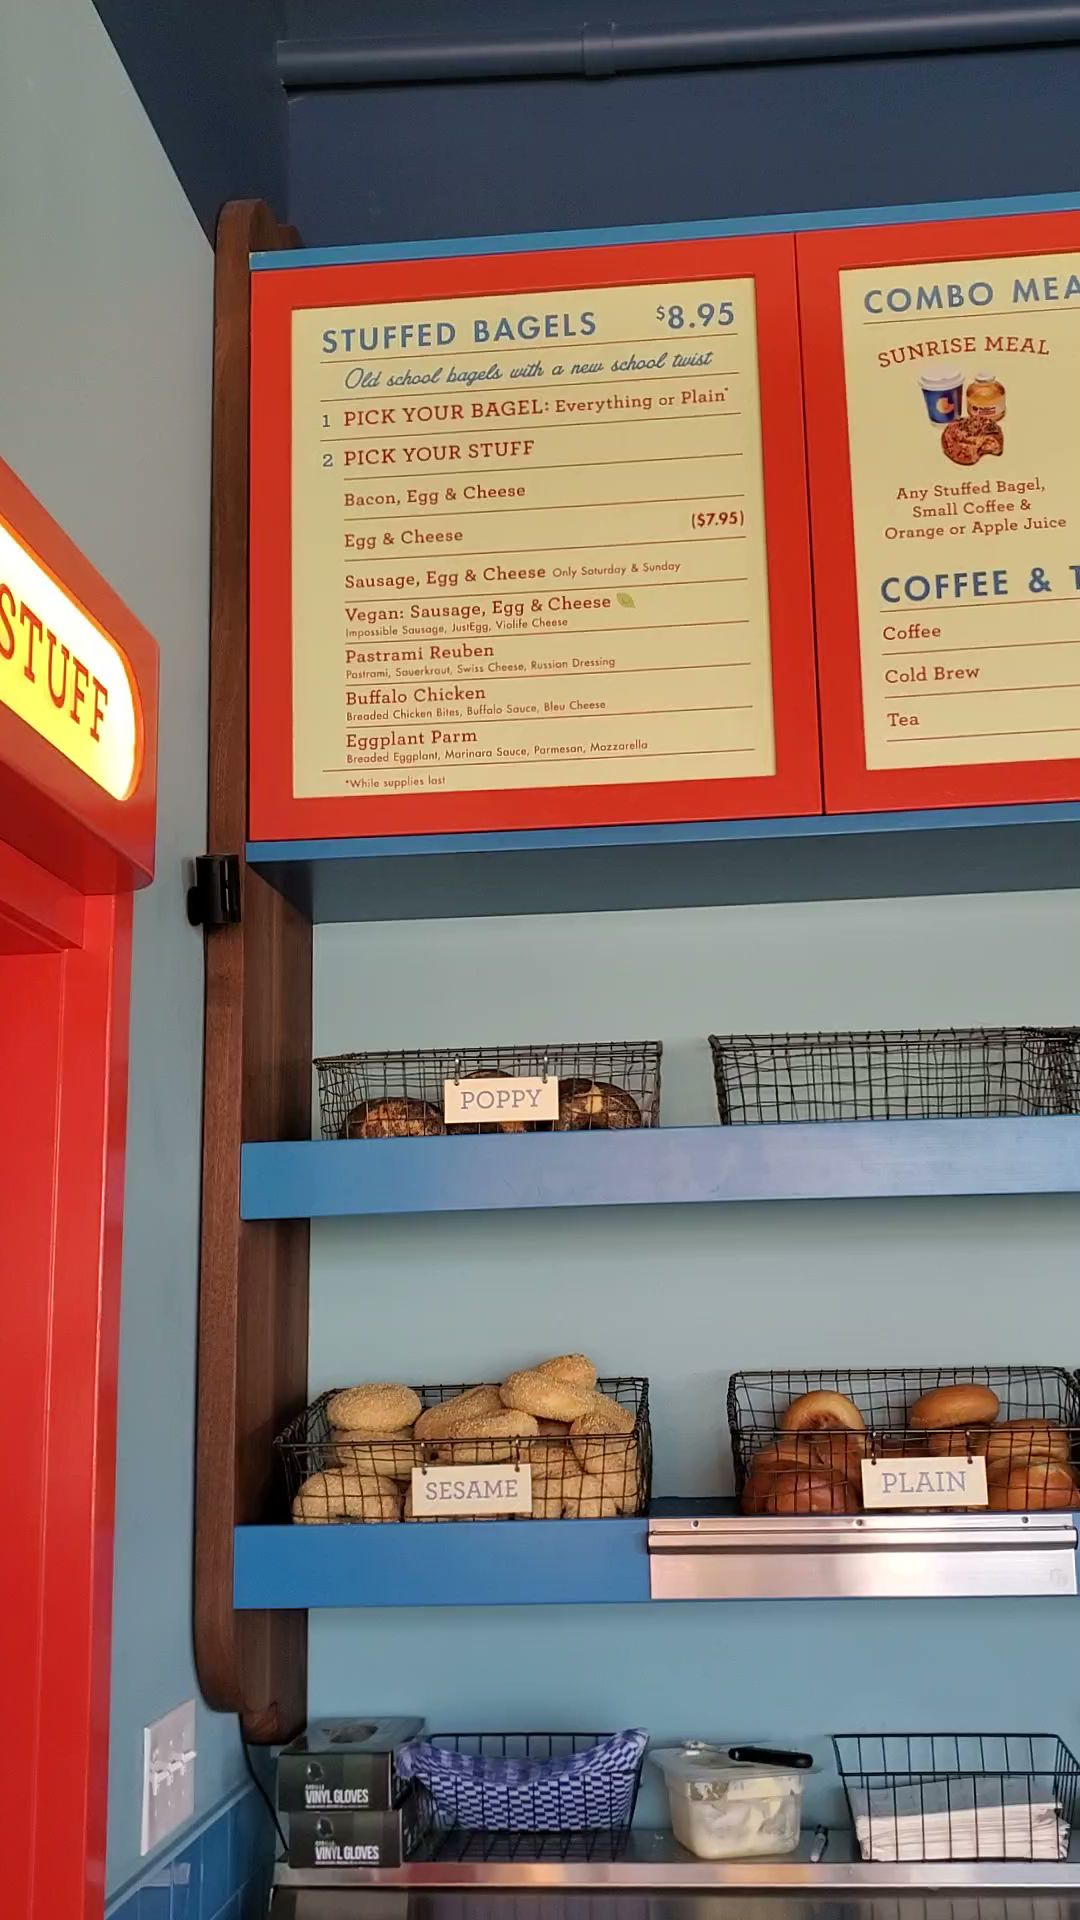 STUFF
STUFFED BAGELS $8.95
Old school bagels with a new school twist
1 PICK YOUR BAGEL: Everything or Plain*
2 PICK YOUR STUFF
Bacon, Egg & Cheese
Egg & Cheese ($7.95)
Sausage, Egg & Cheese Only Saturday & Sunday
Vegan: Sausage, Egg & Cheese
Impossible Sausage, JustEgg, Violife Cheese
Pastrami Reuben
Pastrami, Sauerkraut, Swiss Cheese, Russian Dressing
Buffalo Chicken
Breaded Chicken Bites, Buffalo Sauce, Bleu Cheese
Eggplant Parm
Breaded Eggplant, Marinara Sauce, Parmesan, Mozzarella
*While supplies last
COMBO MEA
SUNRISE MEAL
Any Stuffed Bagel,
Small Coffee &
Orange or Apple Juice
COFFEE & T
Coffee
Cold Brew
Tea
POPPY
SESAME
PLAIN
VINYL GLOVES
VINYL GLOVES